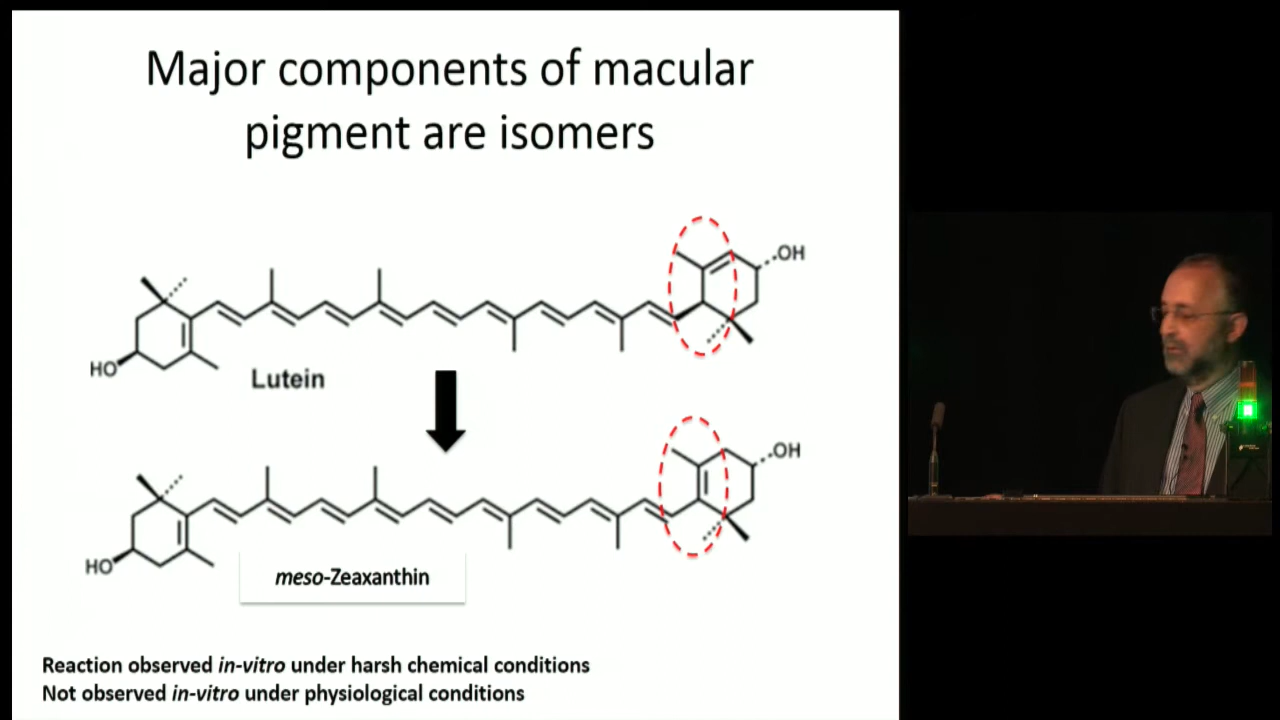 Major components of macular
pigment are isomers
OH
HO
Lutein
OH
HO
meso-Zeaxanthin
Reaction observed in-vitro under harsh chemical conditions
Not observed in-vitro under physiological conditions